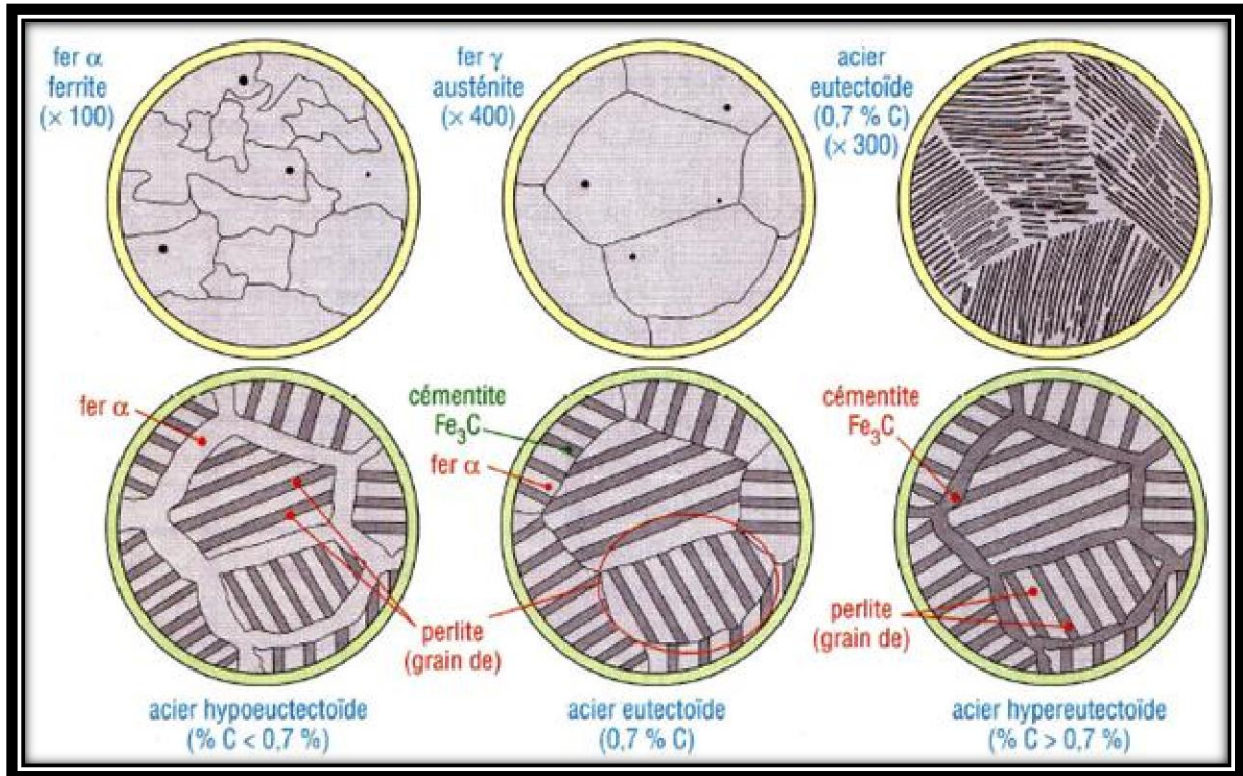 fer α
ferrite
(× 100)
fer γ
austénite
(× 400)
acier
eutectoïde
(0,7 % C)
(× 300)
fer α
cémentite
Fe₃C
fer α
cémentite
Fe₃C
perlite
(grain de)
perlite
(grain de)
acier hypoeuctectoïde
(% C < 0,7 %)
acier eutectoïde
(0,7 % C)
acier hypereutectoïde
(% C > 0,7 %)